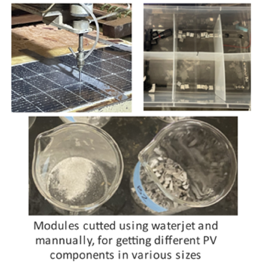 Modules cutted using waterjet and
mannually, for getting different PV
components in various sizes